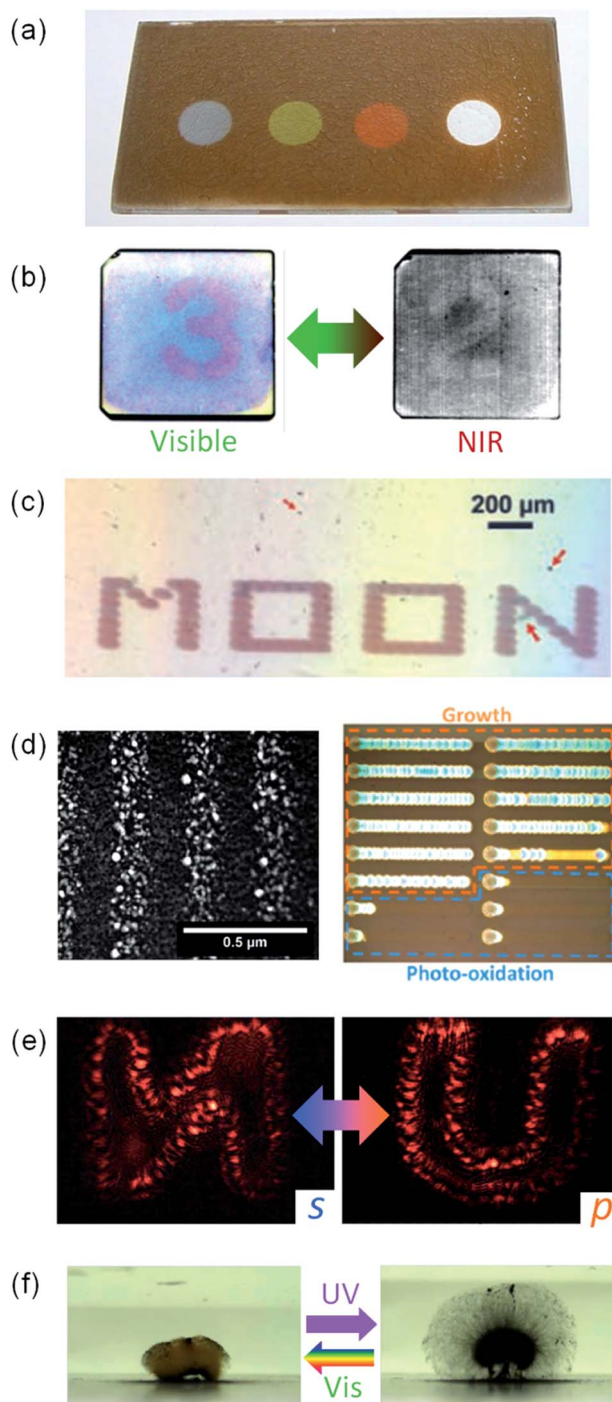 (a)
(b)
3
Visible
NIR
(c)
200 µm
MOON
(d)
0.5 µm
Growth
Photo-oxidation
(e)
N
s
U
p
(f)
UV
Vis